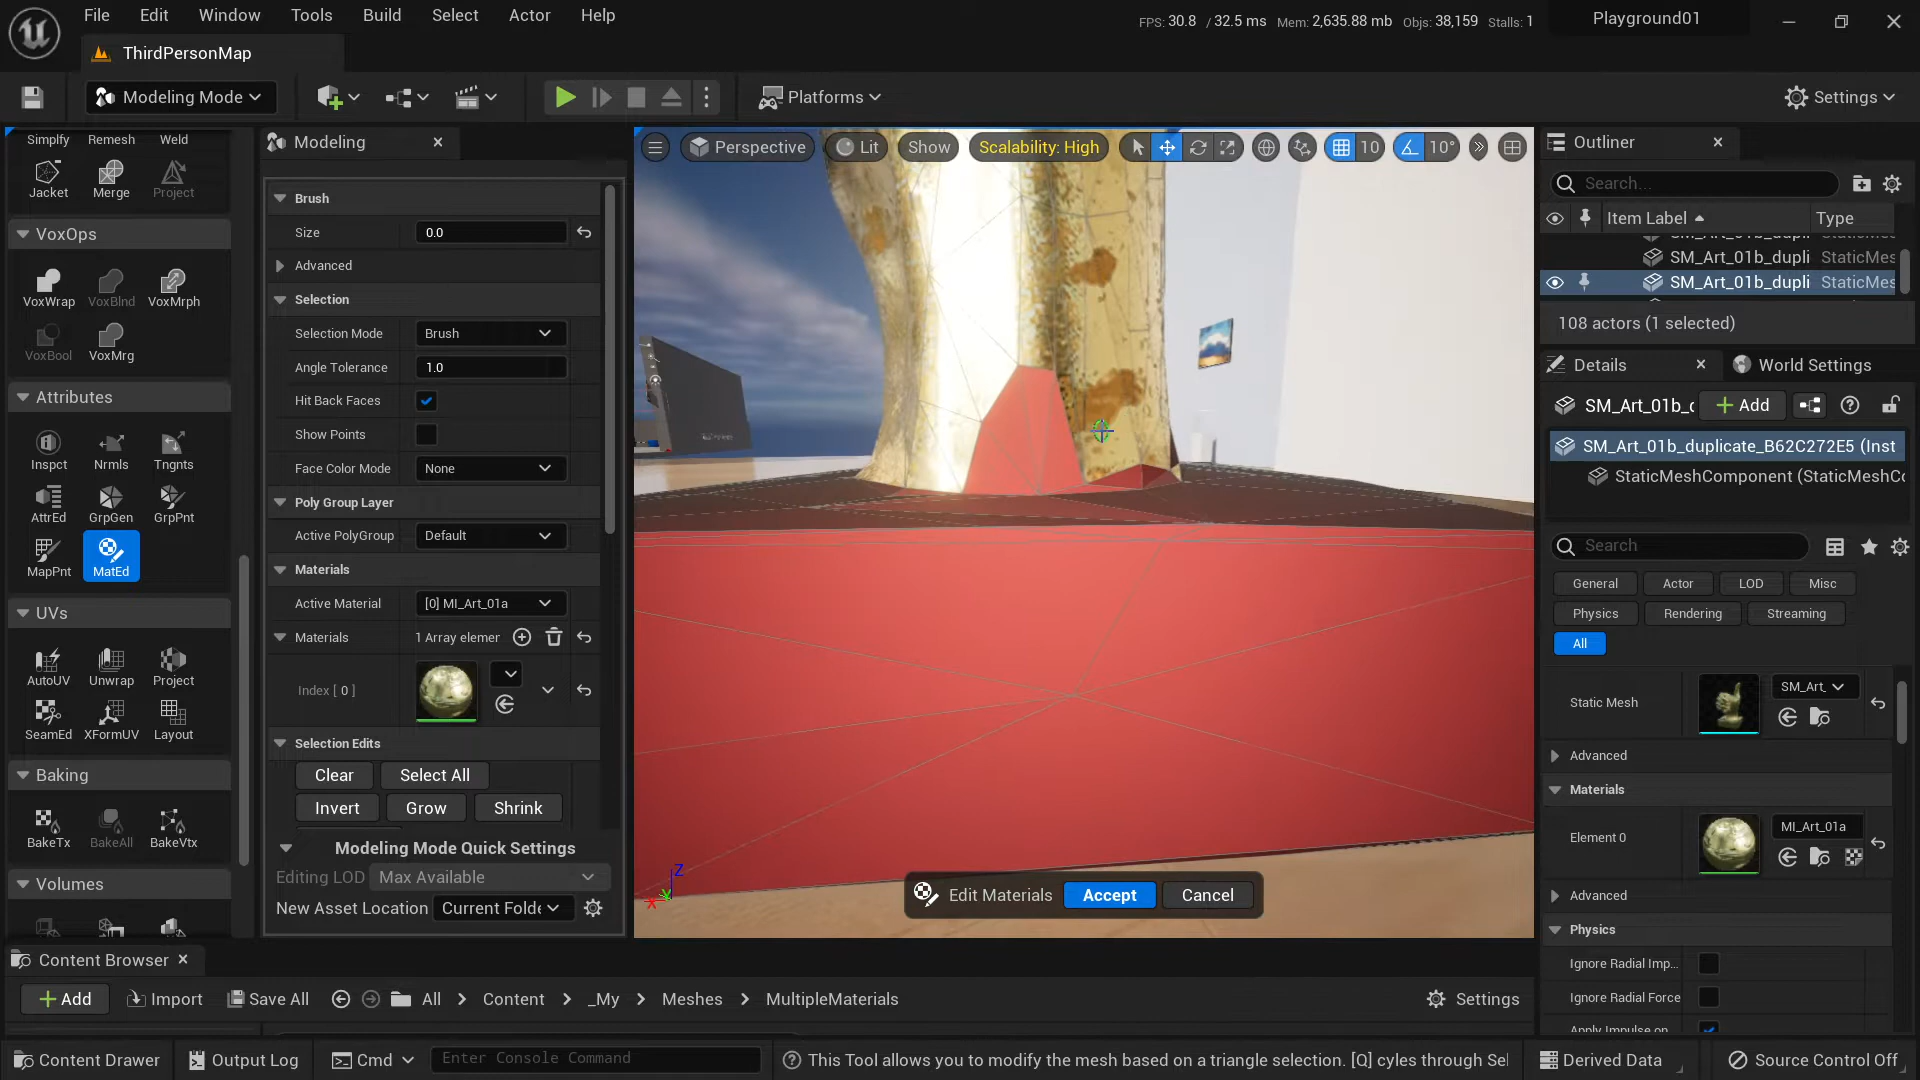 File Edit Window Tools Build Select Actor Help
FPS: 30.8 / 32.5 ms Mem: 2,635.88 mb Objs: 38,159 Stalls: 1
Playground01
ThirdPersonMap
Modeling Mode
Platforms
Settings
Simplfy Remesh Weld
Jacket Merge Project
VoxOps
VoxWrap VoxBlnd VoxMrph
VoxBool VoxMrg
Attributes
Inspct Nrmls Tngnts
AttrEd GrpGen GrpPnt
MapPnt MatEd
UVs
AutoUV Unwrap Project
SeamEd XFormUV Layout
Baking
BakeTx BakeAll BakeVtx
Volumes
Modeling
Brush
Size 0.0
Advanced
Selection
Selection Mode Brush
Angle Tolerance 1.0
Hit Back Faces
Show Points
Face Color Mode None
Poly Group Layer
Active PolyGroup Default
Materials
Active Material [0] MI_Art_01a
Materials 1 Array elemer
Index [ 0 ]
Selection Edits
Clear Select All
Invert Grow Shrink
Modeling Mode Quick Settings
Editing LOD Max Available
New Asset Location Current Folde
Perspective Lit Show Scalability: High 10 10°
Z
X Y
Edit Materials Accept Cancel
Outliner
Search...
Item Label Type
SM_Art_01b_dupli StaticMes
SM_Art_01b_dupli StaticMes
108 actors (1 selected)
Details World Settings
SM_Art_01b_c Add
SM_Art_01b_duplicate_B62C272E5 (Inst
StaticMeshComponent (StaticMeshCo
Search
General Actor LOD Misc
Physics Rendering Streaming
All
Static Mesh SM_Art_
Advanced
Materials
Element 0 MI_Art_01a
Advanced
Physics
Ignore Radial Imp...
Ignore Radial Force
Apply Impulse on
Content Browser
Add Import Save All All > Content > _My > Meshes > MultipleMaterials Settings
Content Drawer Output Log Cmd Enter Console Command This Tool allows you to modify the mesh based on a triangle selection. [Q] cyles through Sel Derived Data Source Control Off